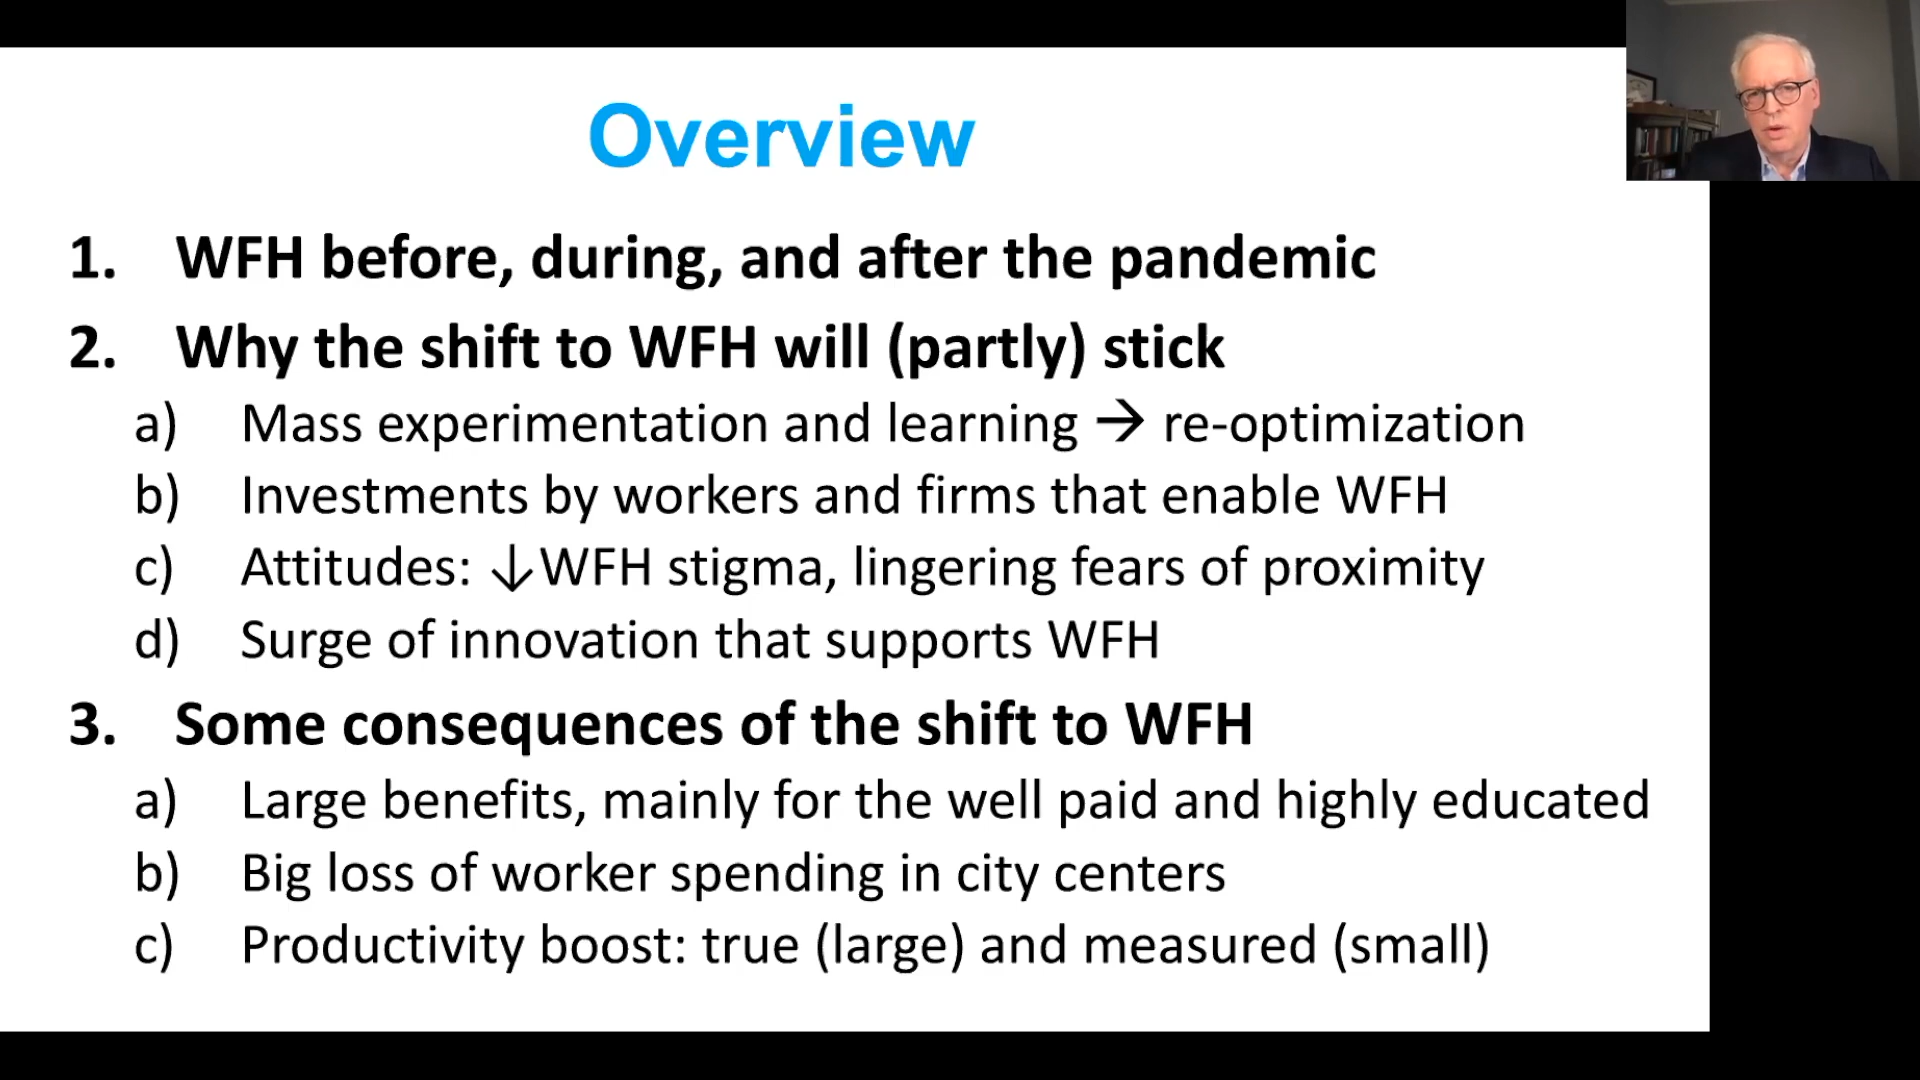 Overview
1. WFH before, during, and after the pandemic
2. Why the shift to WFH will (partly) stick
a) Mass experimentation and learning → re-optimization
b) Investments by workers and firms that enable WFH
c) Attitudes: ↓WFH stigma, lingering fears of proximity
d) Surge of innovation that supports WFH
3. Some consequences of the shift to WFH
a) Large benefits, mainly for the well paid and highly educated
b) Big loss of worker spending in city centers
c) Productivity boost: true (large) and measured (small)